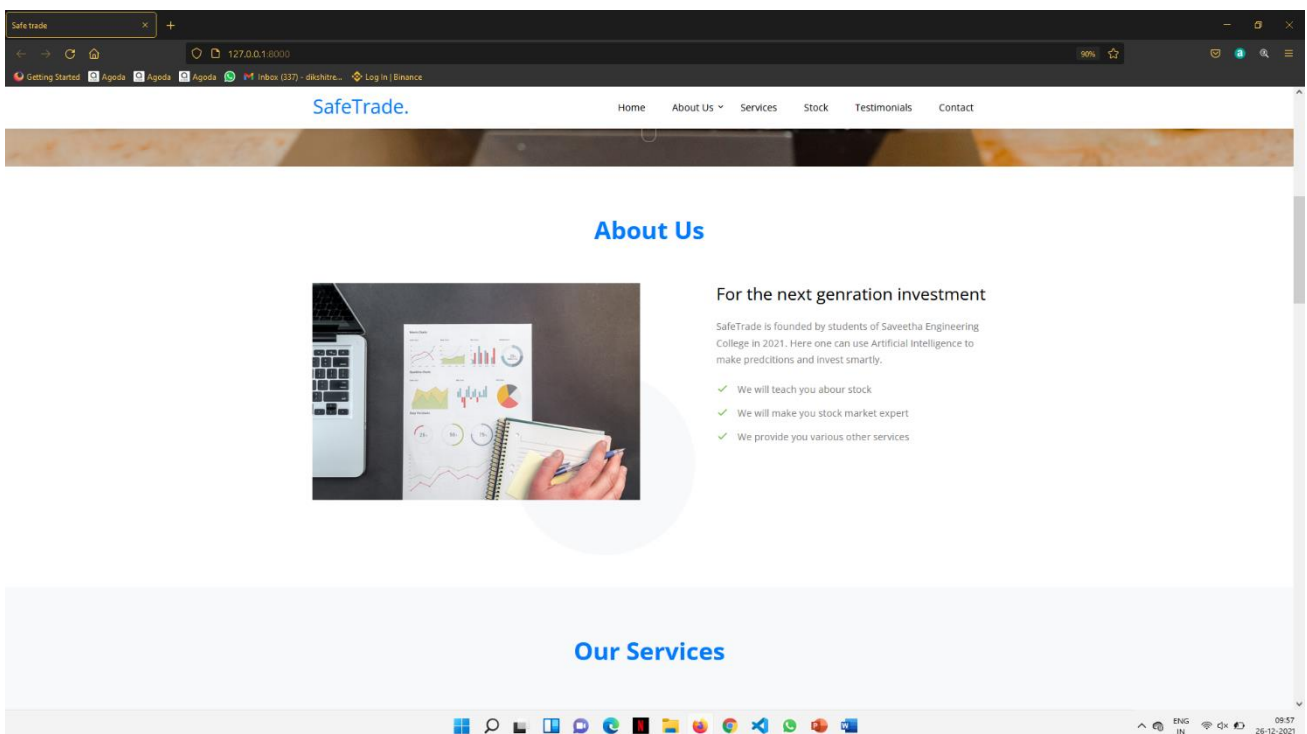 Safe trade
127.0.0.1:8000
90%
Getting Started Agoda Agoda Agoda Inbox (337) - dikshitre... Log In | Binance
SafeTrade.
Home About Us Services Stock Testimonials Contact
About Us
For the next genration investment
SafeTrade is founded by students of Saveetha Engineering
College in 2021. Here one can use Artificial Intelligence to
make predcitions and invest smartly.
We will teach you abour stock
We will make you stock market expert
We provide you various other services
Our Services
ENG
IN
09:57
26-12-2021